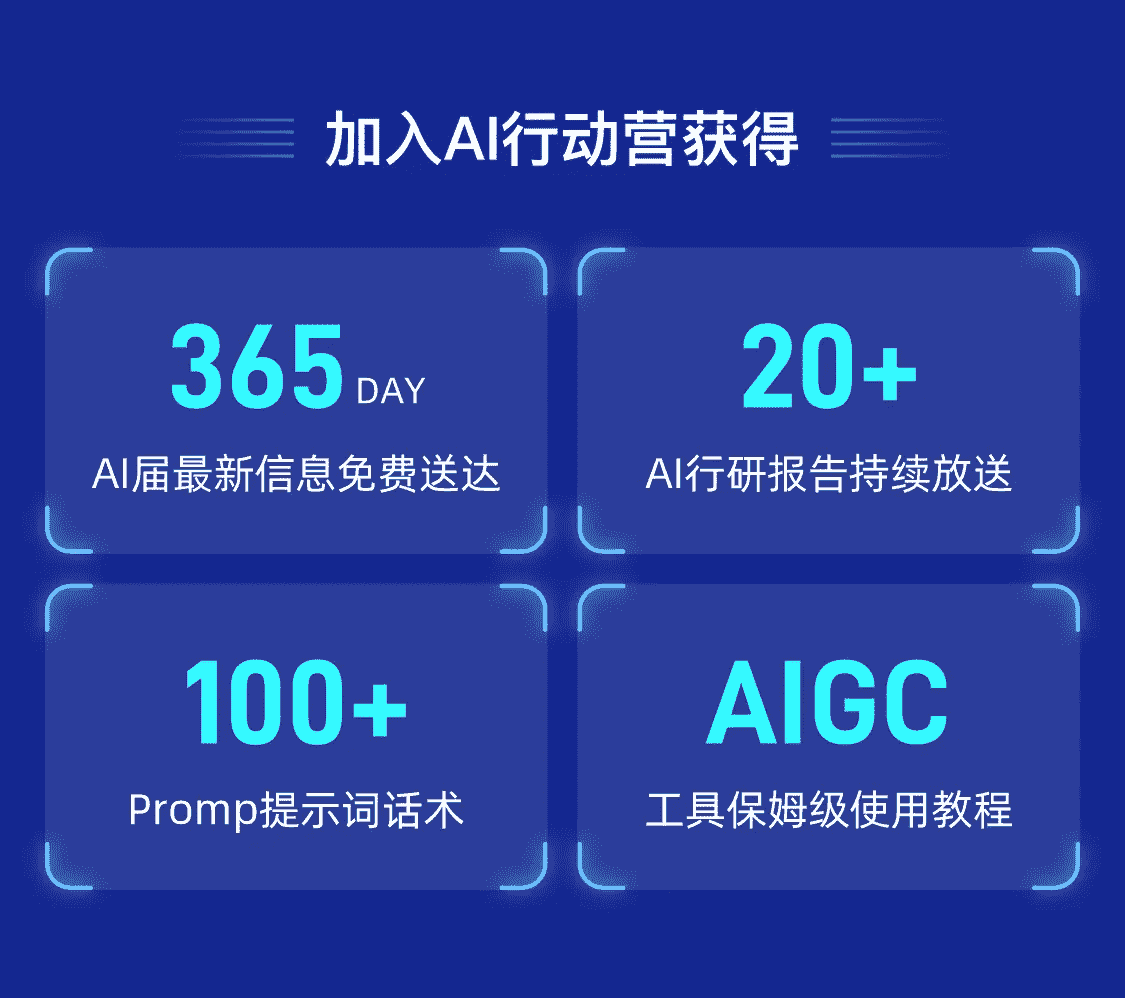 加入AI行动营获得
365 DAY
AI届最新信息免费送达
20+
AI行研报告持续放送
100+
Promp提示词话术
AIGC
工具保姆级使用教程